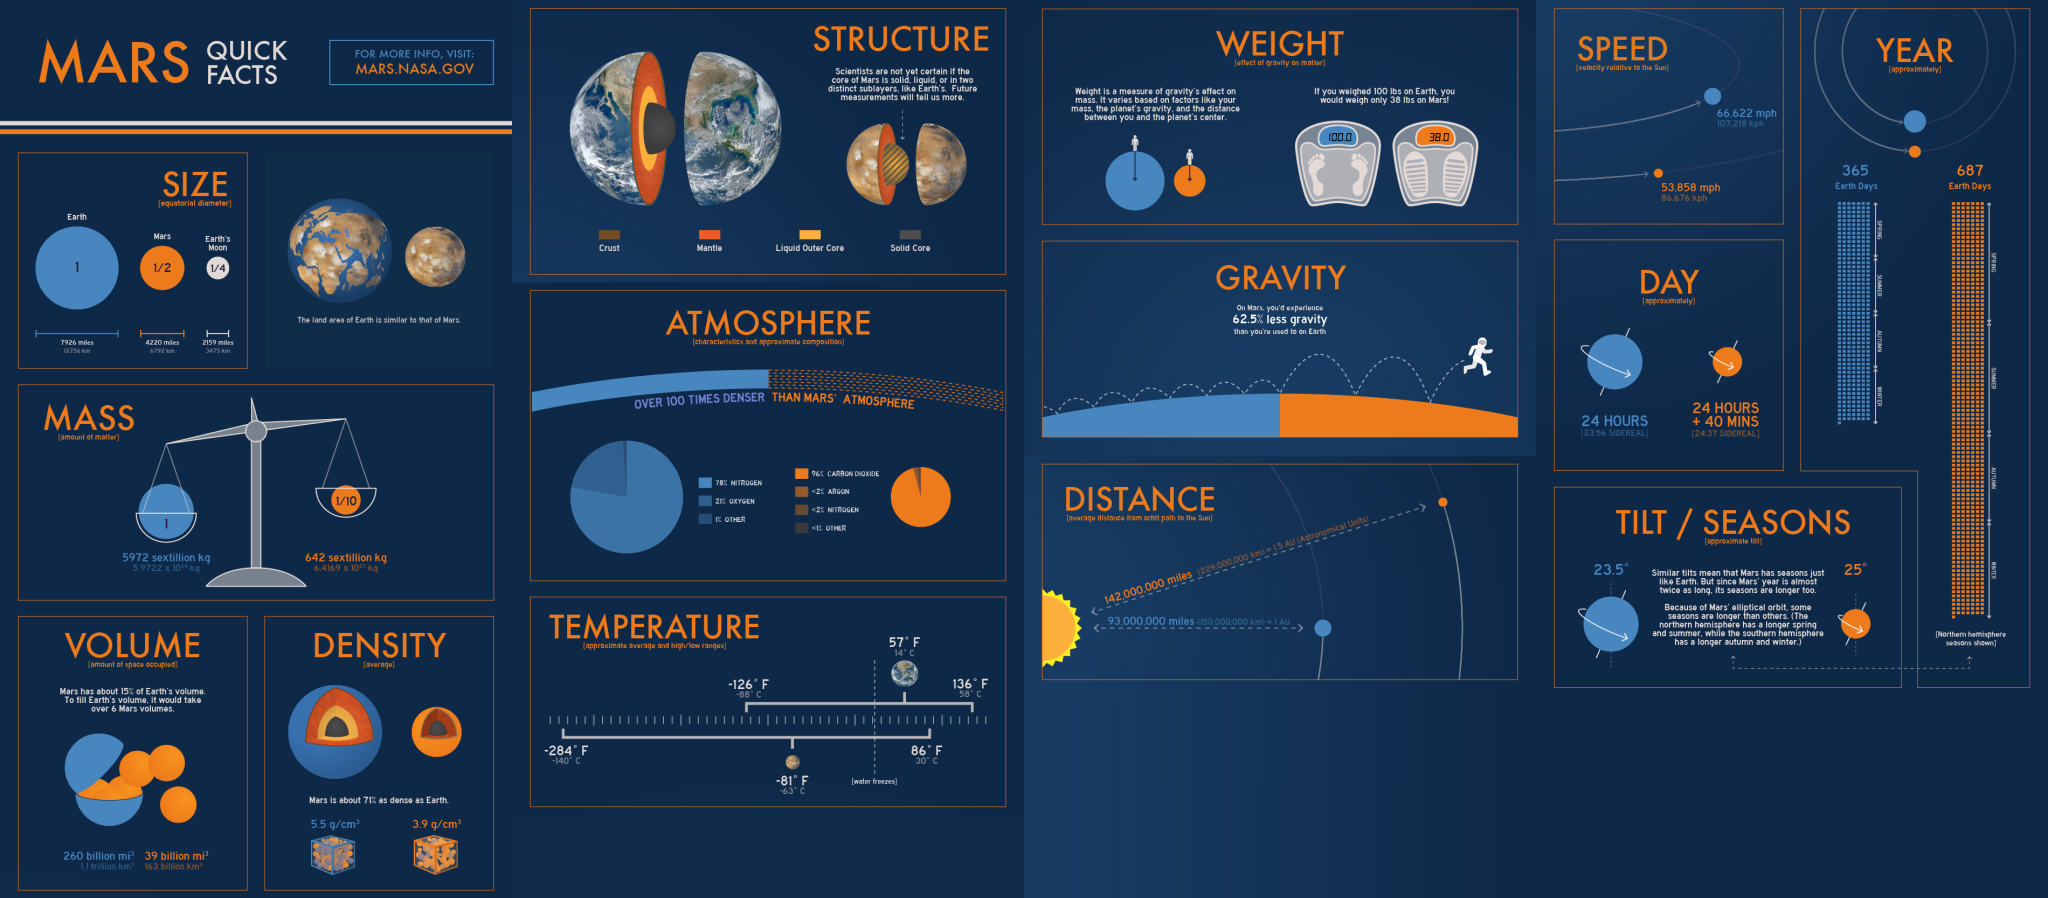 MARS
QUICK
FACTS
FOR MORE INFO, VISIT:
MARS.NASA.GOV
SIZE
[equatorial diameter]
Earth
Mars
Earth's
Moon
1
1/2
1/4
7926 miles
12756 km
4220 miles
6792 km
2159 miles
3475 km
The land area of Earth is similar to that of Mars.
MASS
[amount of matter]
1
1/10
5972 sextillion kg
5.9722 x 10²⁴ kg
642 sextillion kg
6.4169 x 10²³ kg
VOLUME
[amount of space occupied]
Mars has about 15% of Earth's volume.
To fill Earth's volume, it would take
over 6 Mars volumes.
260 billion mi³
1.1 trillion km³
39 billion mi³
163 billion km³
DENSITY
[average]
Mars is about 71% as dense as Earth.
5.5 g/cm³
3.9 g/cm³
STRUCTURE
Scientists are not yet certain if the
core of Mars is solid, liquid, or in two
distinct sublayers, like Earth's. Future
measurements will tell us more.
Crust
Mantle
Liquid Outer Core
Solid Core
ATMOSPHERE
[characteristics and approximate composition]
OVER 100 TIMES DENSER THAN MARS' ATMOSPHERE
78% NITROGEN
21% OXYGEN
1% OTHER
96% CARBON DIOXIDE
<2% ARGON
<2% NITROGEN
<1% OTHER
TEMPERATURE
[approximate average and high/low ranges]
57° F
14° C
-126° F
-88° C
136° F
58° C
-284° F
-140° C
86° F
30° C
-81° F
-63° C
[water freezes]
WEIGHT
[effect of gravity on matter]
Weight is a measure of gravity's effect on
mass. It varies based on factors like your
mass, the planet's gravity, and the distance
between you and the planet's center.
If you weighed 100 lbs on Earth, you
would weigh only 38 lbs on Mars!
100.0
38.0
GRAVITY
On Mars, you'd experience
62.5% less gravity
than you're used to on Earth
DISTANCE
[average distance from orbit path to the Sun]
142,000,000 miles (229,000,000 km) = 1.5 AU (Astronomical Units)
93,000,000 miles (150,000,000 km) = 1 AU
SPEED
[velocity relative to the Sun]
66,622 mph
107,218 kph
53,858 mph
86,676 kph
DAY
[approximately]
24 HOURS
[23:56 SIDEREAL]
24 HOURS
+ 40 MINS
[24:37 SIDEREAL]
YEAR
[approximately]
365
Earth Days
687
Earth Days
SPRING
SUMMER
AUTUMN
WINTER
SPRING
SUMMER
AUTUMN
WINTER
[Northern hemisphere
seasons shown]
TILT / SEASONS
[approximate tilt]
23.5°
25°
Similar tilts mean that Mars has seasons just
like Earth. But since Mars' year is almost
twice as long, its seasons are longer too.
Because of Mars' elliptical orbit, some
seasons are longer than others. (The
northern hemisphere has a longer spring
and summer, while the southern hemisphere
has a longer autumn and winter.)